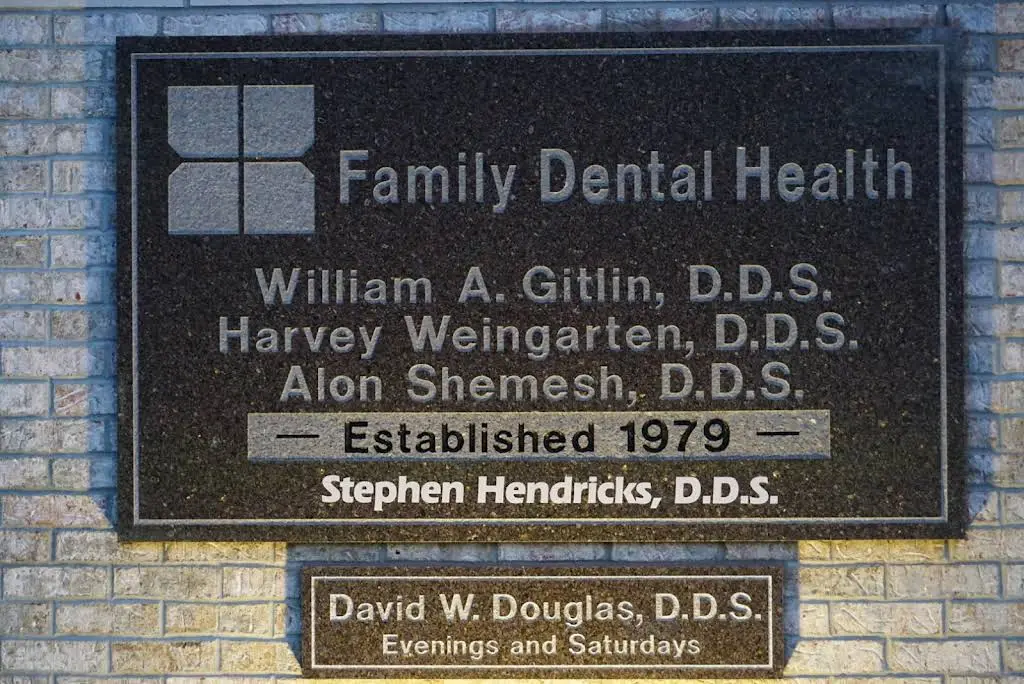 Family Dental Health
William A. Gitlin, D.D.S.
Harvey Weingarten, D.D.S.
Alon Shemesh, D.D.S.
— Established 1979 —
Stephen Hendricks, D.D.S.
David W. Douglas, D.D.S.
Evenings and Saturdays